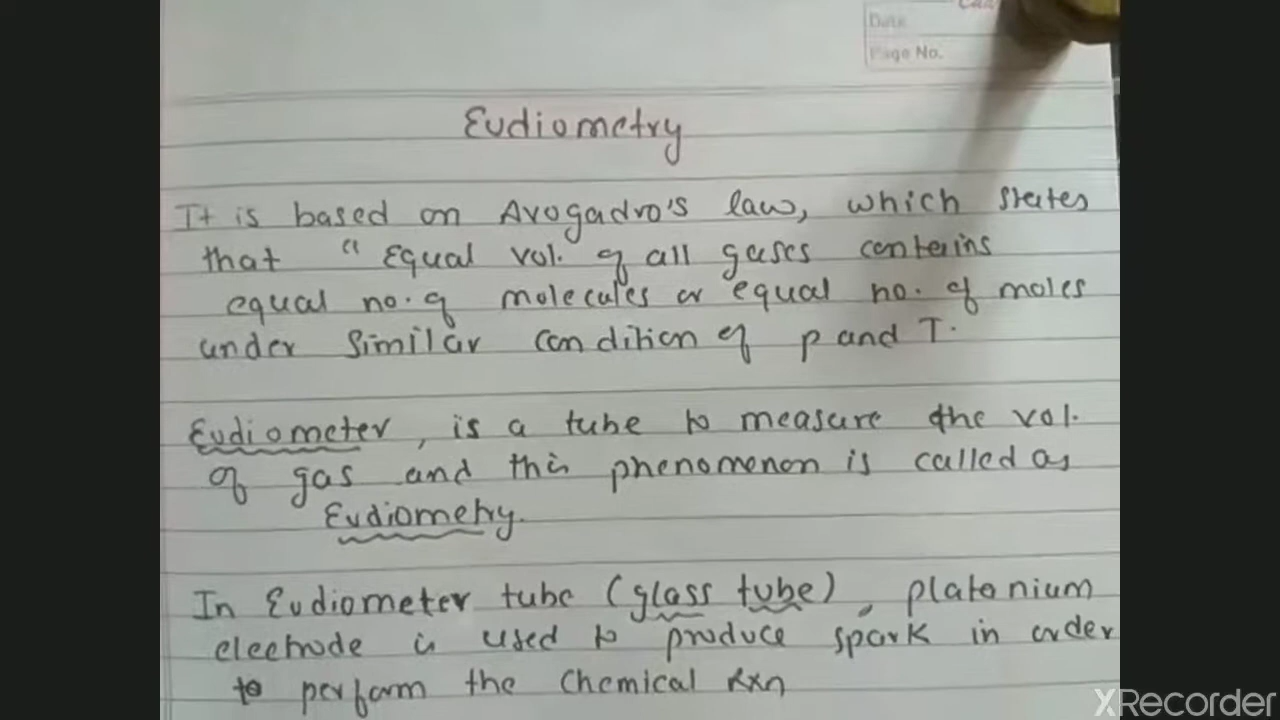 Date
Page No.
Eudiometry
It is based on Avogadro's law, which states
that " Equal vol. of all gases contains
equal no. of molecules or equal no. of moles
under similar condition of p and T.
Eudiometer, is a tube to measure the vol.
of gas and this phenomenon is called as
Eudiometry.
In Eudiometer tube (glass tube), platonium
electrode is used to produce spark in order
to perform the chemical rxn
XRecorder